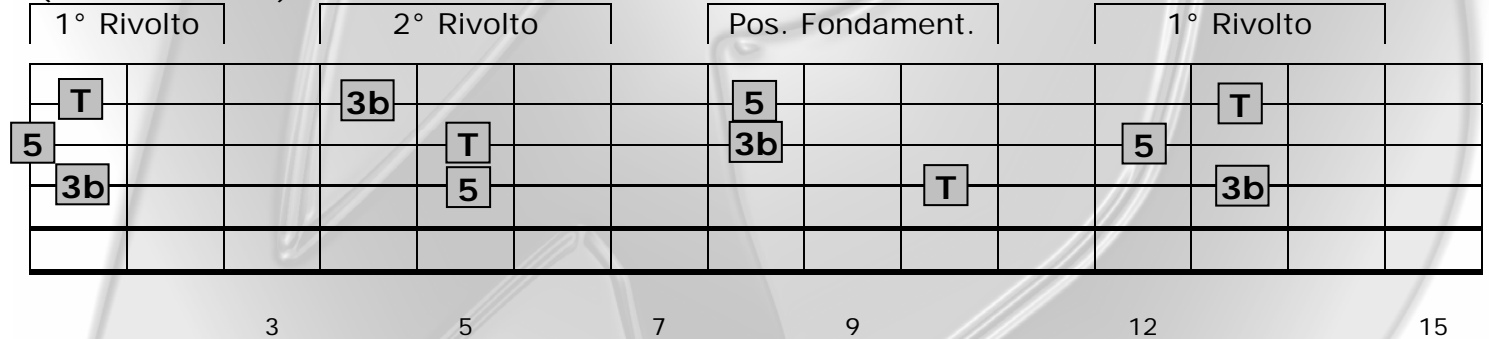 1° Rivolto 2° Rivolto Pos. Fondament. 1° Rivolto
T 3b 5 T
5 T 3b 5
3b 5 T 3b
3 5 7 9 12 15